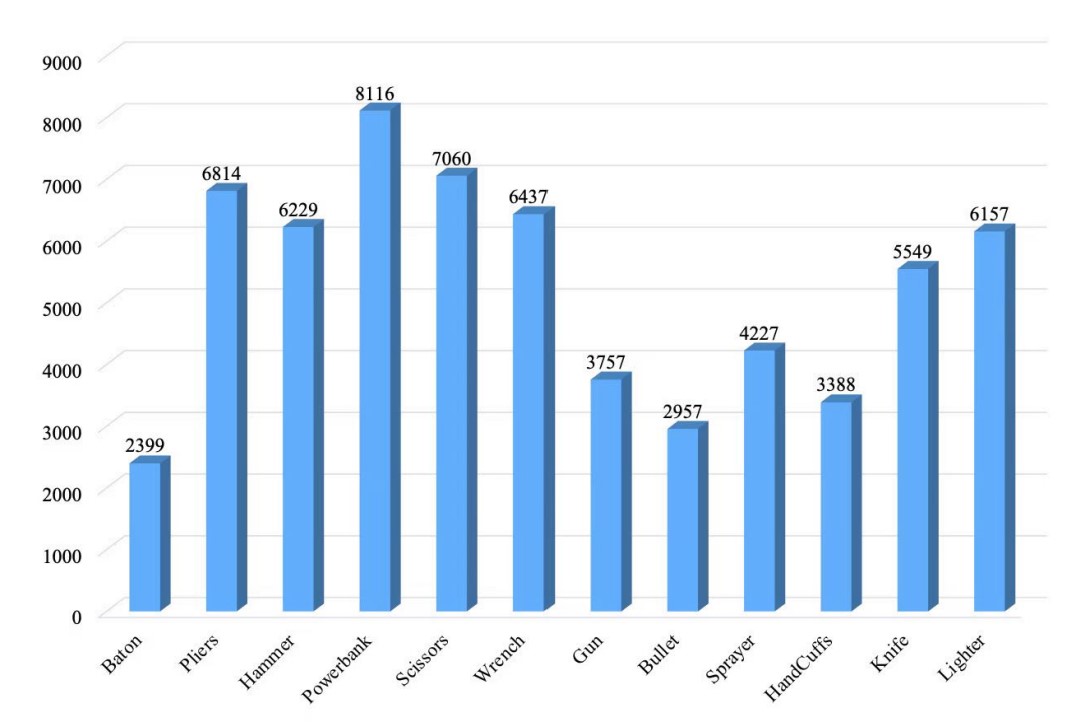 9000
8000
7000
6000
5000
4000
3000
2000
1000
0
2399
6814
6229
8116
7060
6437
3757
2957
4227
3388
5549
6157
Baton
Pliers
Hammer
Powerbank
Scissors
Wrench
Gun
Bullet
Sprayer
HandCuffs
Knife
Lighter